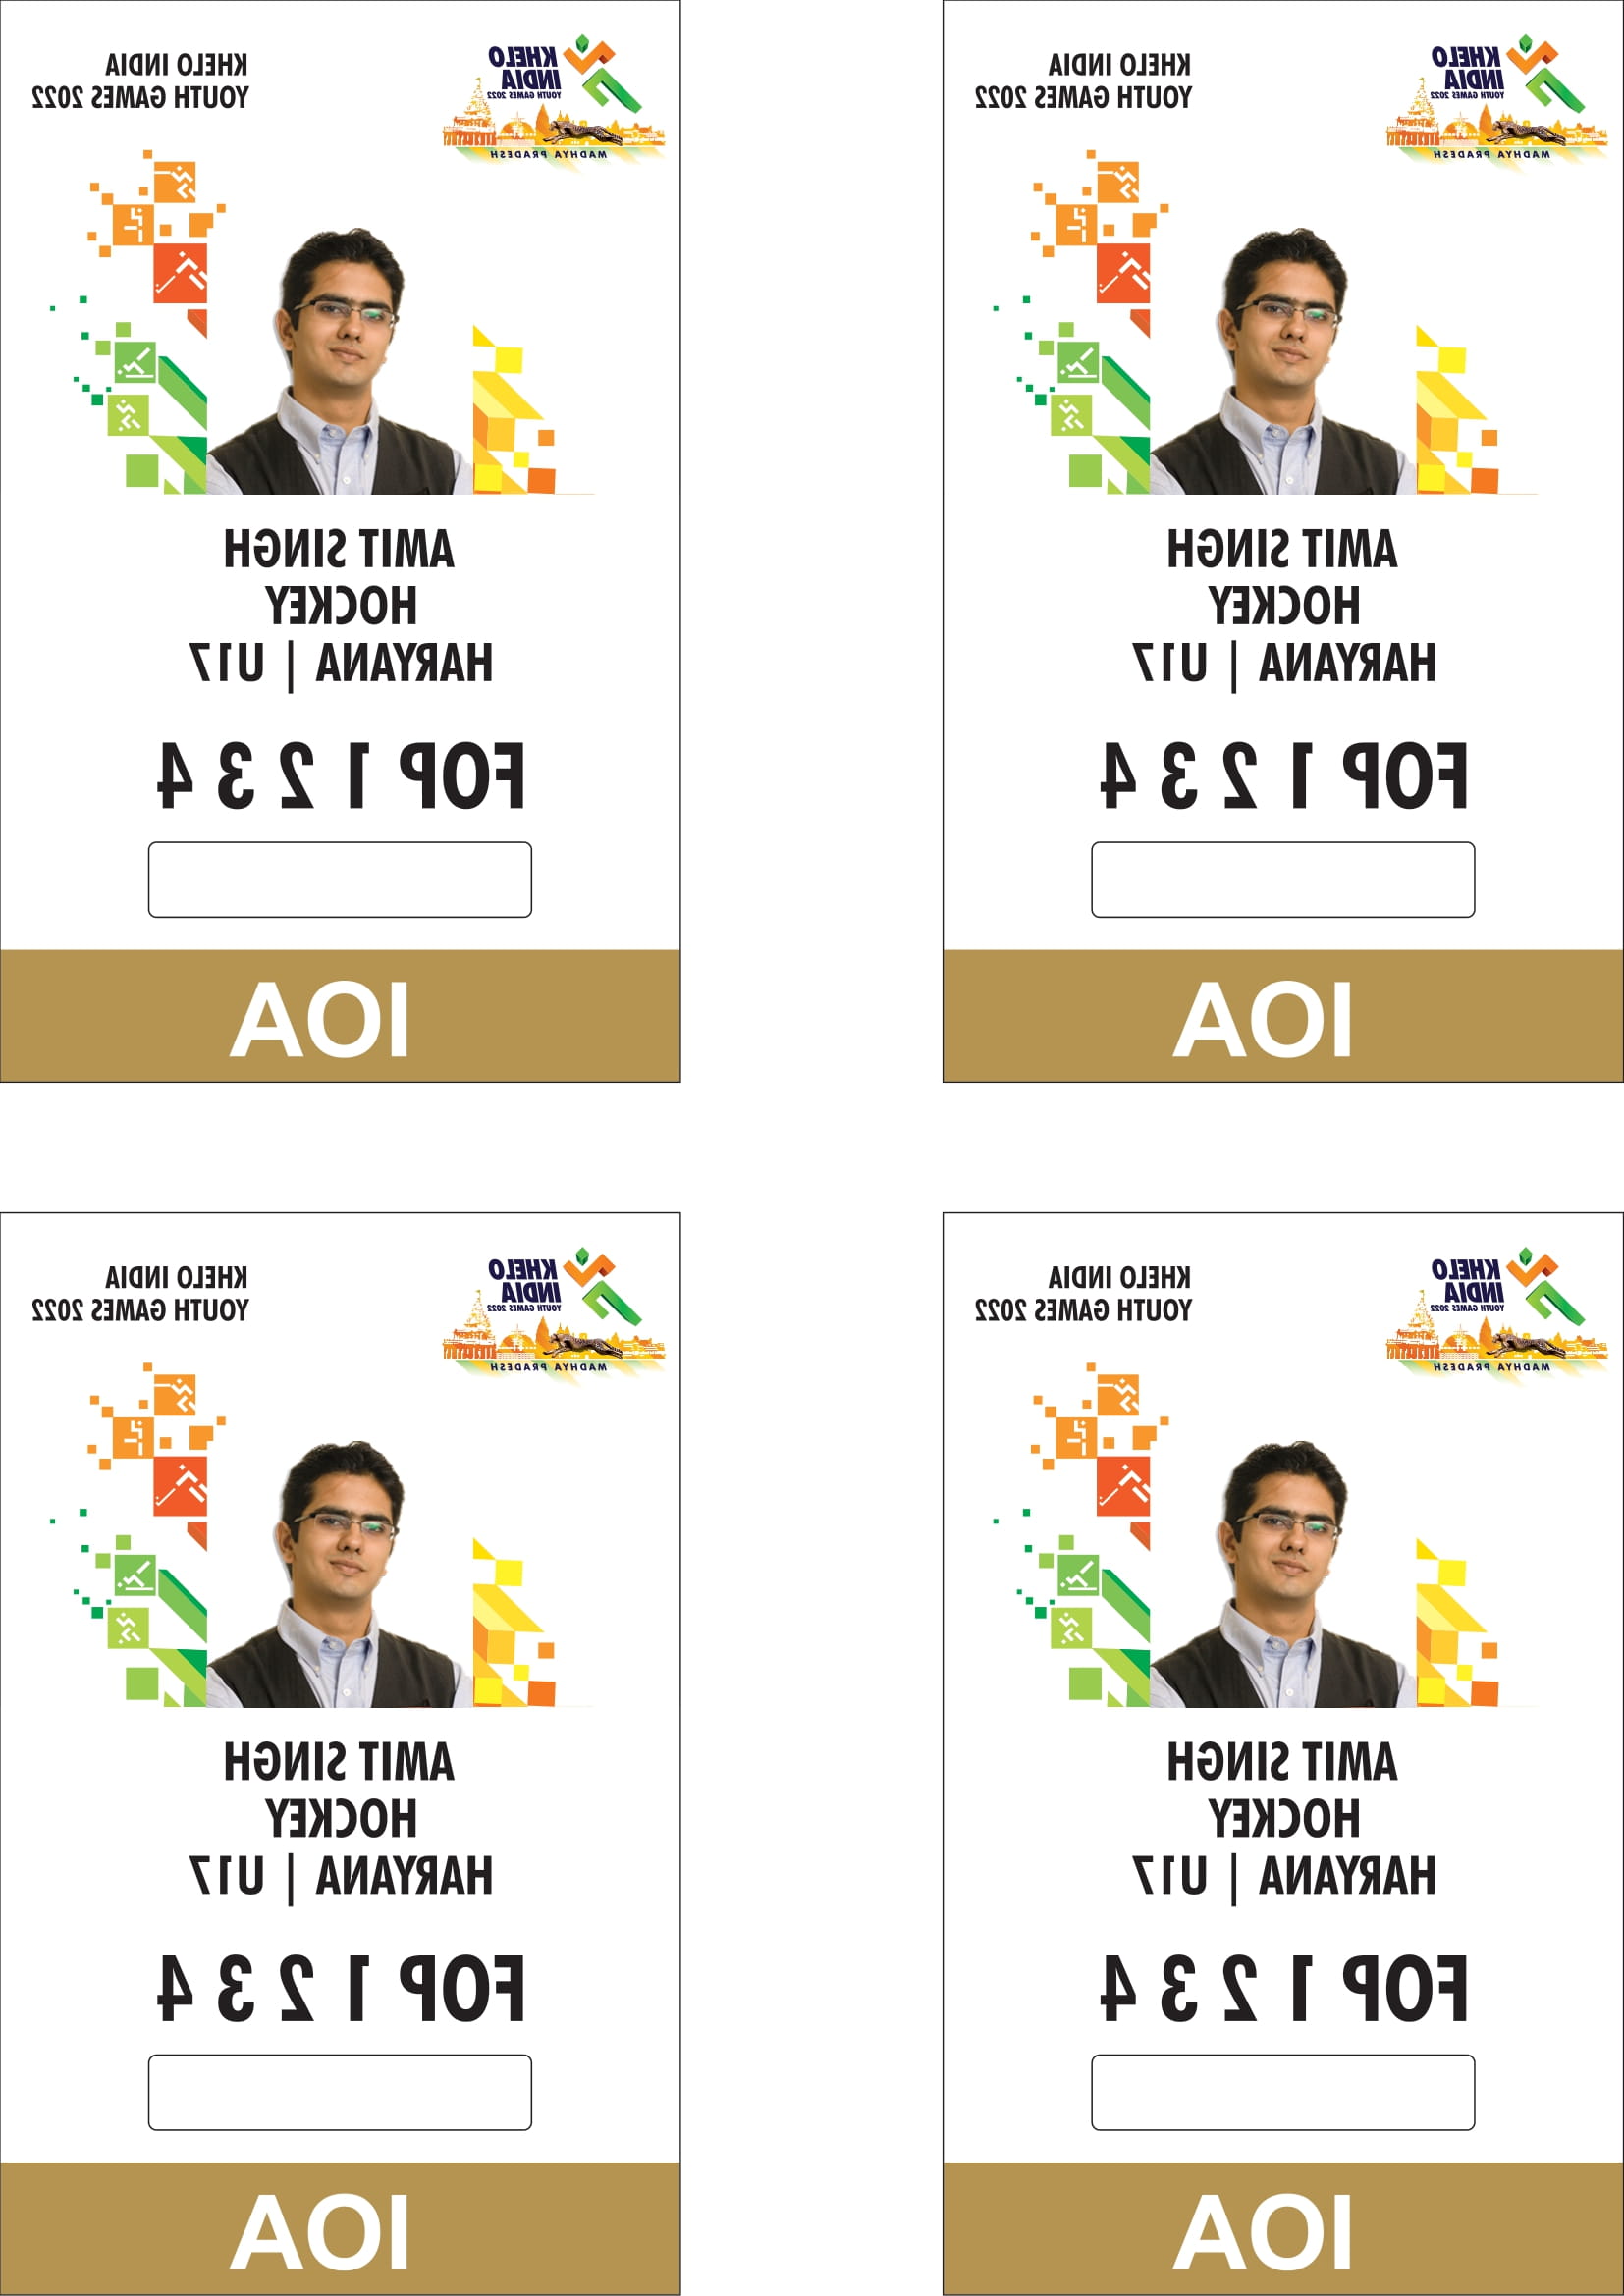 KHELO
INDIA
YOUTH GAMES 2022
MADHYA PRADESH
KHELO INDIA
YOUTH GAMES 2022
AMIT SINGH
HOCKEY
HARYANA | U17
FOP 1 2 3 4
IOA
KHELO
INDIA
YOUTH GAMES 2022
MADHYA PRADESH
KHELO INDIA
YOUTH GAMES 2022
AMIT SINGH
HOCKEY
HARYANA | U17
FOP 1 2 3 4
IOA
KHELO
INDIA
YOUTH GAMES 2022
MADHYA PRADESH
KHELO INDIA
YOUTH GAMES 2022
AMIT SINGH
HOCKEY
HARYANA | U17
FOP 1 2 3 4
IOA
KHELO
INDIA
YOUTH GAMES 2022
MADHYA PRADESH
KHELO INDIA
YOUTH GAMES 2022
AMIT SINGH
HOCKEY
HARYANA | U17
FOP 1 2 3 4
IOA